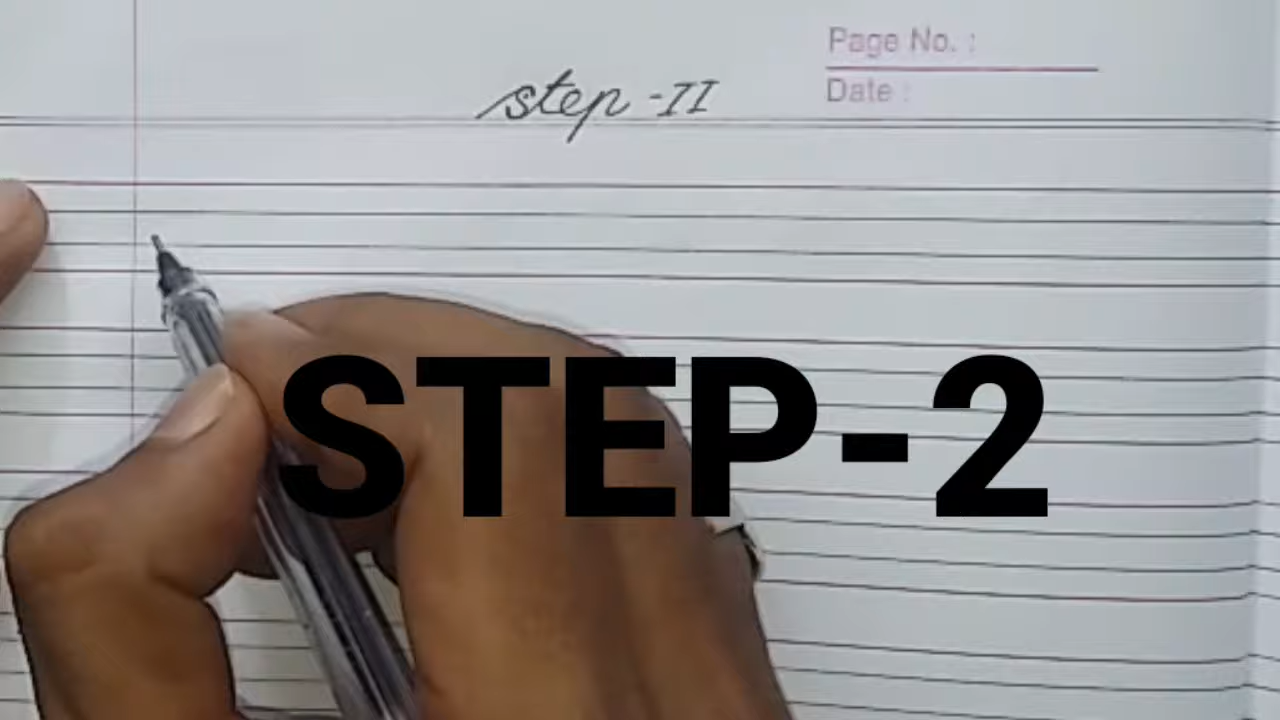 Page No. :
step - II
Date :
STEP-2